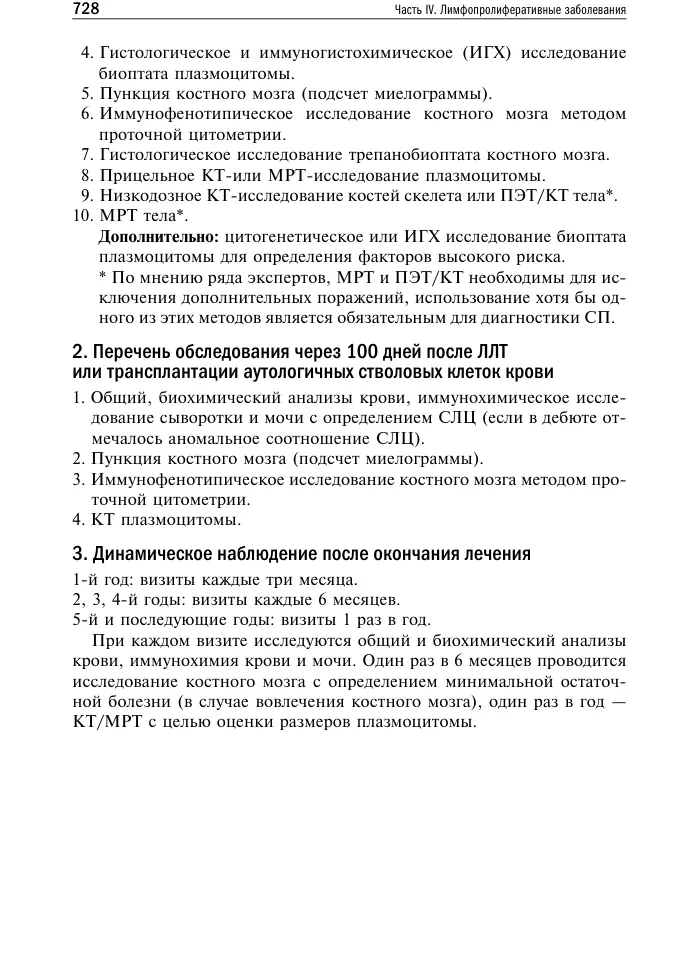 728
Часть IV. Лимфопролиферативные заболевания
4. Гистологическое и иммуногистохимическое (ИГХ) исследование
биоптата плазмоцитомы.
5. Пункция костного мозга (подсчет миелограммы).
6. Иммунофенотипическое исследование костного мозга методом
проточной цитометрии.
7. Гистологическое исследование трепанобиоптата костного мозга.
8. Прицельное КТ-или МРТ-исследование плазмоцитомы.
9. Низкодозное КТ-исследование костей скелета или ПЭТ/КТ тела*.
10. МРТ тела*.
Дополнительно: цитогенетическое или ИГХ исследование биоптата
плазмоцитомы для определения факторов высокого риска.
* По мнению ряда экспертов, МРТ и ПЭТ/КТ необходимы для ис-
ключения дополнительных поражений, использование хотя бы од-
ного из этих методов является обязательным для диагностики СП.
2. Перечень обследования через 100 дней после ЛЛТ
или трансплантации аутологичных стволовых клеток крови
1. Общий, биохимический анализы крови, иммунохимическое иссле-
дование сыворотки и мочи с определением СЛЦ (если в дебюте от-
мечалось аномальное соотношение СЛЦ).
2. Пункция костного мозга (подсчет миелограммы).
3. Иммунофенотипическое исследование костного мозга методом про-
точной цитометрии.
4. КТ плазмоцитомы.
3. Динамическое наблюдение после окончания лечения
1-й год: визиты каждые три месяца.
2, 3, 4-й годы: визиты каждые 6 месяцев.
5-й и последующие годы: визиты 1 раз в год.
При каждом визите исследуются общий и биохимический анализы
крови, иммунохимия крови и мочи. Один раз в 6 месяцев проводится
исследование костного мозга с определением минимальной остаточ-
ной болезни (в случае вовлечения костного мозга), один раз в год —
КТ/МРТ с целью оценки размеров плазмоцитомы.